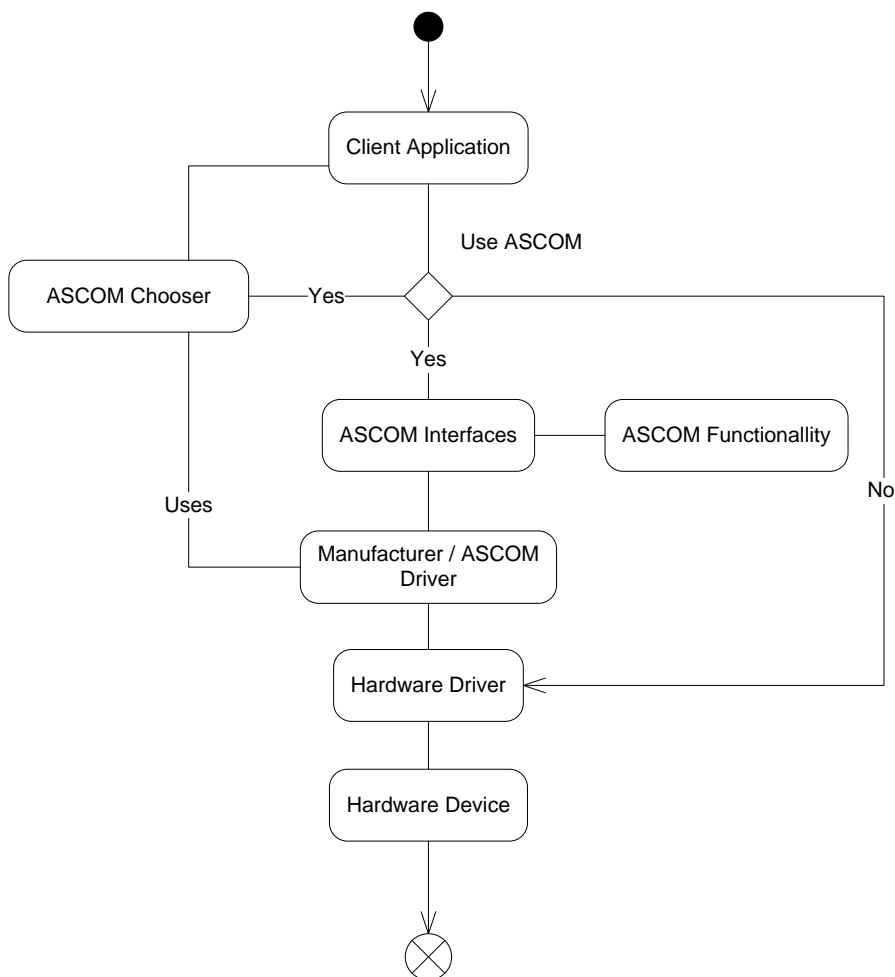 Client Application
Use ASCOM
ASCOM Chooser
Yes
Yes
ASCOM Interfaces
ASCOM Functionallity
No
Uses
Manufacturer / ASCOM
Driver
Hardware Driver
Hardware Device